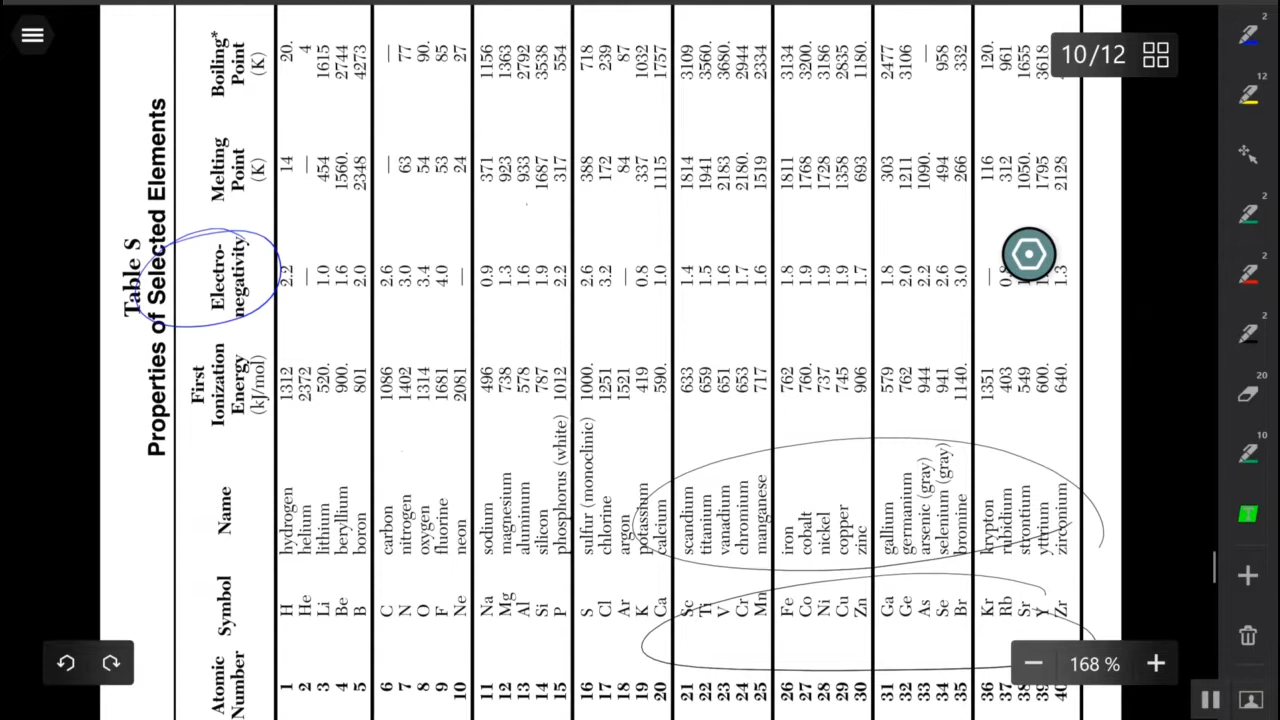 Table S
Properties of Selected Elements
Atomic Number Symbol Name First Ionization Energy (kJ/mol) Electro-negativity Melting Point (K) Boiling* Point (K)
1 H hydrogen 1312 2.2 14 20.
2 He helium 2372 — — 4
3 Li lithium 520. 1.0 454 1615
4 Be beryllium 900. 1.6 1560. 2744
5 B boron 801 2.0 2348 4273
6 C carbon 1086 2.6 — —
7 N nitrogen 1402 3.0 63 77
8 O oxygen 1314 3.4 54 90.
9 F fluorine 1681 4.0 53 85
10 Ne neon 2081 — 24 27
11 Na sodium 496 0.9 371 1156
12 Mg magnesium 738 1.3 923 1363
13 Al aluminum 578 1.6 933 2792
14 Si silicon 787 1.9 1687 3538
15 P phosphorus (white) 1012 2.2 317 554
16 S sulfur (monoclinic) 1000. 2.6 388 718
17 Cl chlorine 1251 3.2 172 239
18 Ar argon 1521 — 84 87
19 K potassium 419 0.8 337 1032
20 Ca calcium 590. 1.0 1115 1757
21 Sc scandium 633 1.4 1814 3109
22 Ti titanium 659 1.5 1941 3560.
23 V vanadium 651 1.6 2183 3680.
24 Cr chromium 653 1.7 2180. 2944
25 Mn manganese 717 1.6 1519 2334
26 Fe iron 762 1.8 1811 3134
27 Co cobalt 760. 1.9 1768 3200.
28 Ni nickel 737 1.9 1728 3186
29 Cu copper 745 1.9 1358 2835
30 Zn zinc 906 1.7 693 1180.
31 Ga gallium 579 1.8 303 2477
32 Ge germanium 762 2.0 1211 3106
33 As arsenic (gray) 944 2.2 1090. —
34 Se selenium (gray) 941 2.6 494 958
35 Br bromine 1140. 3.0 266 332
36 Kr krypton 1351 — 116 120.
37 Rb rubidium 403 312 961
Sr strontium 549 1050. 1655
Y yttrium 600. 1795 3618
Zr zirconium 640. 1.3 2128
10/12
168 %
2
12
2
2
2
20
10